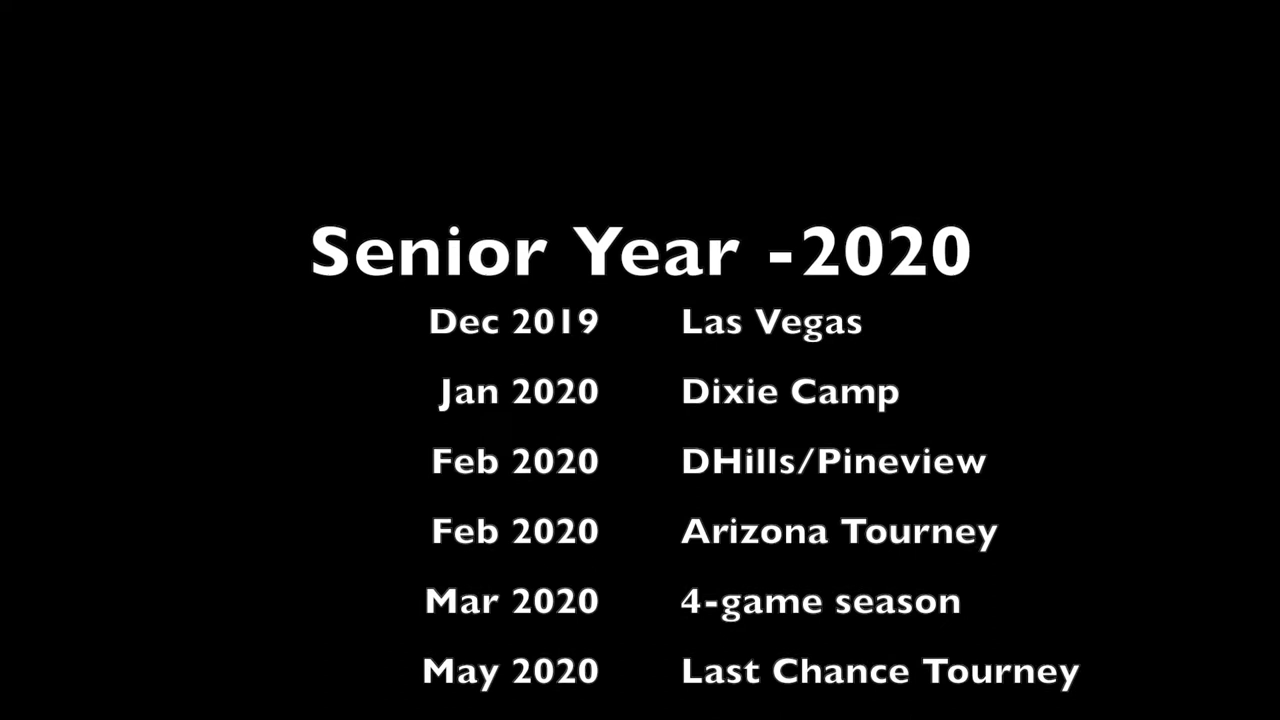 Senior Year -2020
Dec 2019 Las Vegas
Jan 2020 Dixie Camp
Feb 2020 DHills/Pineview
Feb 2020 Arizona Tourney
Mar 2020 4-game season
May 2020 Last Chance Tourney